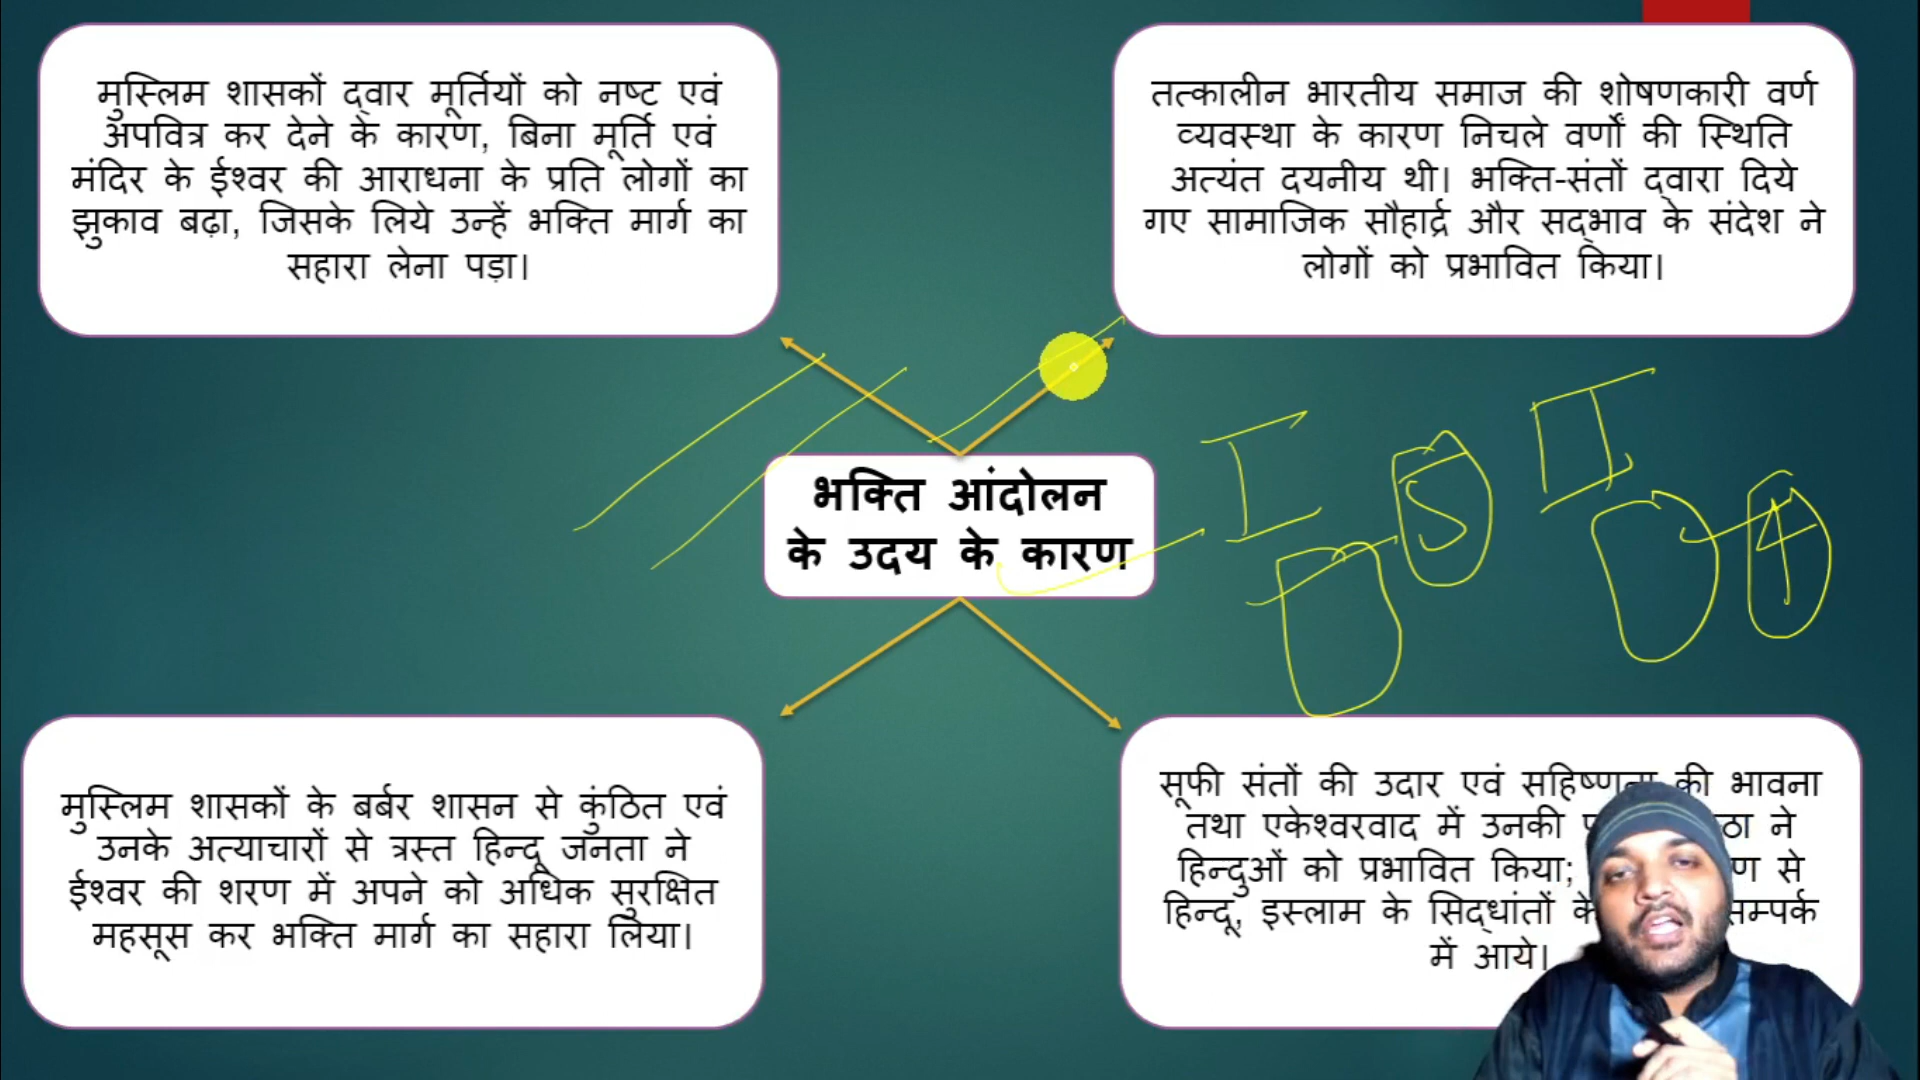 मुस्लिम शासकों द्वार मूर्तियों को नष्ट एवं
अपवित्र कर देने के कारण, बिना मूर्ति एवं
मंदिर के ईश्वर की आराधना के प्रति लोगों का
झुकाव बढ़ा, जिसके लिये उन्हें भक्ति मार्ग का
सहारा लेना पड़ा।
तत्कालीन भारतीय समाज की शोषणकारी वर्ण
व्यवस्था के कारण निचले वर्णों की स्थिति
अत्यंत दयनीय थी। भक्ति-संतों द्वारा दिये
गए सामाजिक सौहार्द्र और सद्भाव के संदेश ने
लोगों को प्रभावित किया।
भक्ति आंदोलन
के उदय के कारण
I
II
S
मुस्लिम शासकों के बर्बर शासन से कुंठित एवं
उनके अत्याचारों से त्रस्त हिन्दू जनता ने
ईश्वर की शरण में अपने को अधिक सुरक्षित
महसूस कर भक्ति मार्ग का सहारा लिया।
सूफी संतों की उदार एवं की भावना
तथा एकेश्वरवाद में उनकी ने
हिन्दुओं को प्रभावित किया; से
हिन्दू, इस्लाम के सिद्धांतों के सम्पर्क
में आये।